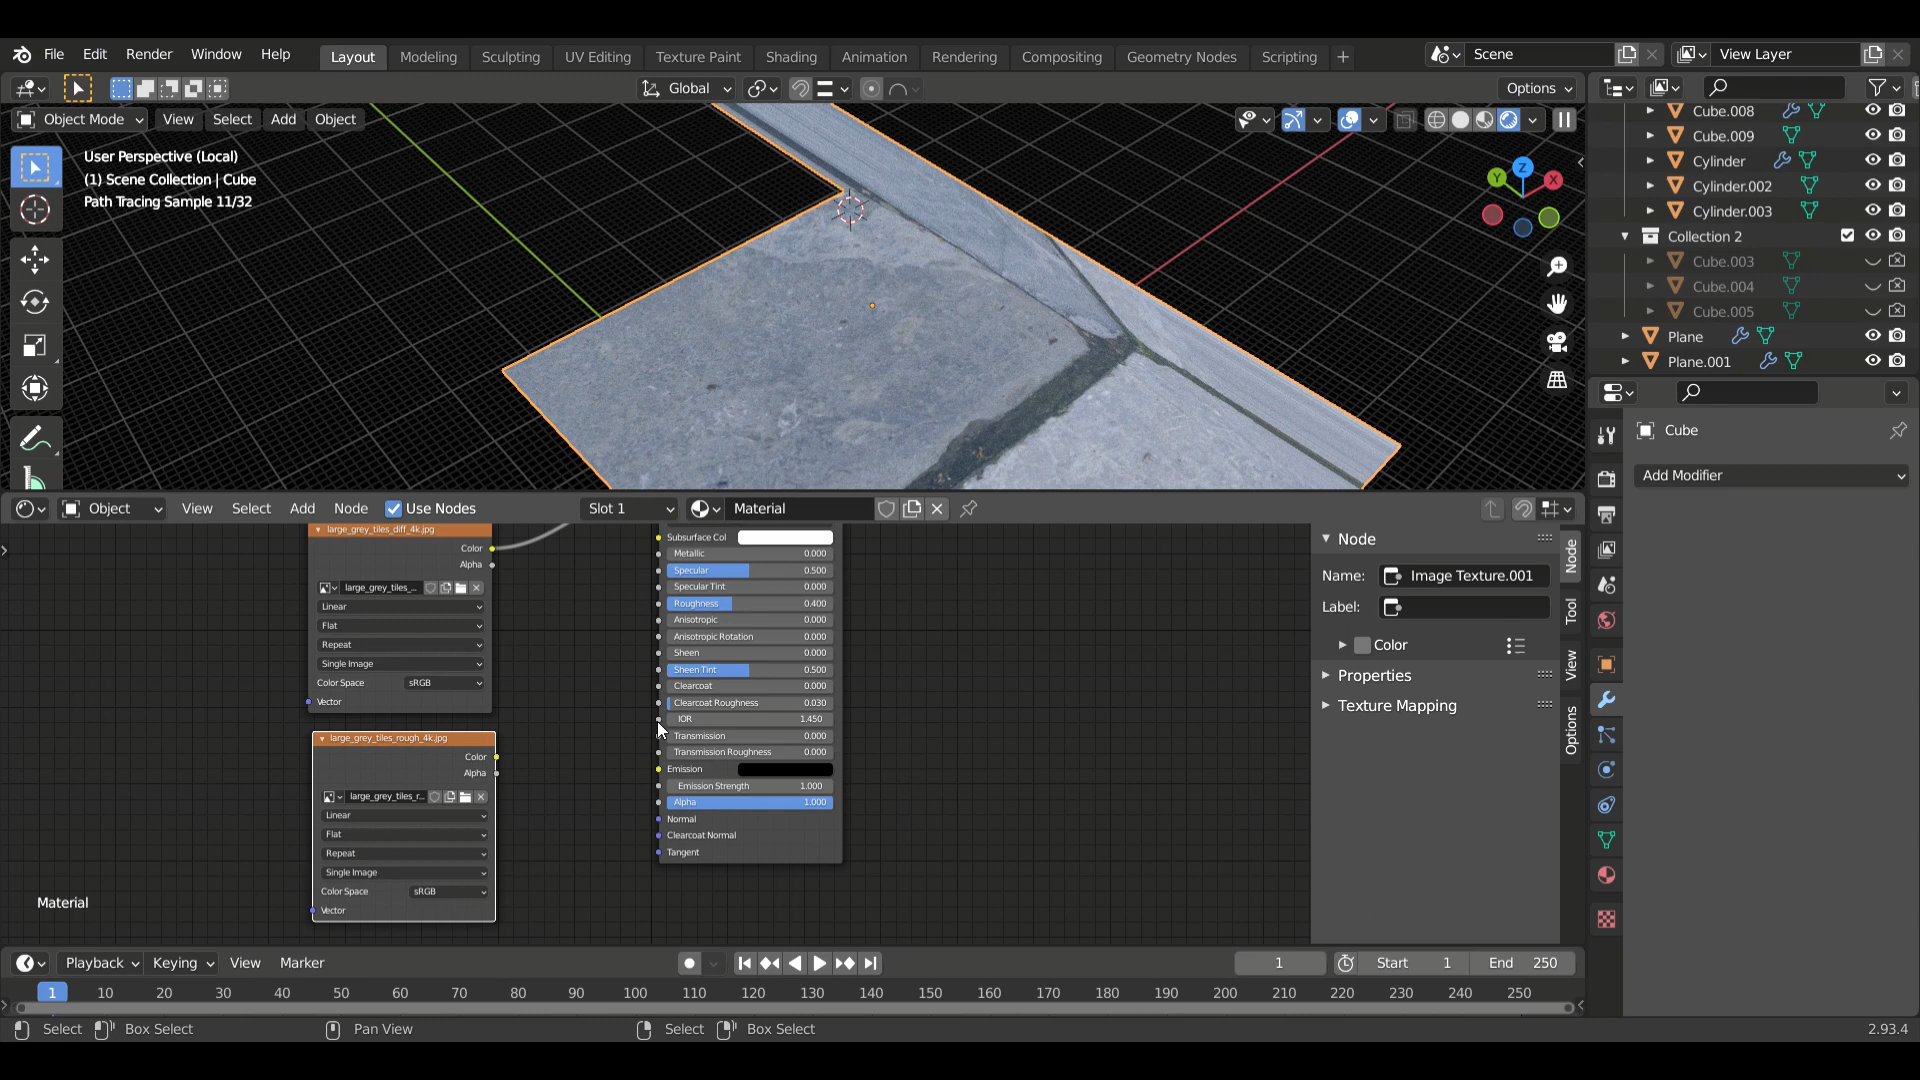 File Edit Render Window Help Layout Modeling Sculpting UV Editing Texture Paint Shading Animation Rendering Compositing Geometry Nodes Scripting + Scene View Layer
Global Options
Object Mode View Select Add Object
User Perspective (Local)
(1) Scene Collection | Cube
Path Tracing Sample 11/32
Z
Y
X
Cube.008
Cube.009
Cylinder
Cylinder.002
Cylinder.003
Collection 2
Cube.003
Cube.004
Cube.005
Plane
Plane.001
Cube
Add Modifier
Object View Select Add Node Use Nodes Slot 1 Material
large_grey_tiles_diff_4k.jpg
Color
Alpha
large_grey_tiles_...
Linear
Flat
Repeat
Single Image
Color Space sRGB
Vector
large_grey_tiles_rough_4k.jpg
Color
Alpha
large_grey_tiles_r...
Linear
Flat
Repeat
Single Image
Color Space sRGB
Vector
Subsurface Col
Metallic 0.000
Specular 0.500
Specular Tint 0.000
Roughness 0.400
Anisotropic 0.000
Anisotropic Rotation 0.000
Sheen 0.000
Sheen Tint 0.500
Clearcoat 0.000
Clearcoat Roughness 0.030
IOR 1.450
Transmission 0.000
Transmission Roughness 0.000
Emission
Emission Strength 1.000
Alpha 1.000
Normal
Clearcoat Normal
Tangent
Material
Node
Name: Image Texture.001
Label:
Color
Properties
Texture Mapping
Node
Tool
View
Options
Playback Keying View Marker 1 Start 1 End 250
1 10 20 30 40 50 60 70 80 90 100 110 120 130 140 150 160 170 180 190 200 210 220 230 240 250
Select Box Select Pan View Select Box Select 2.93.4